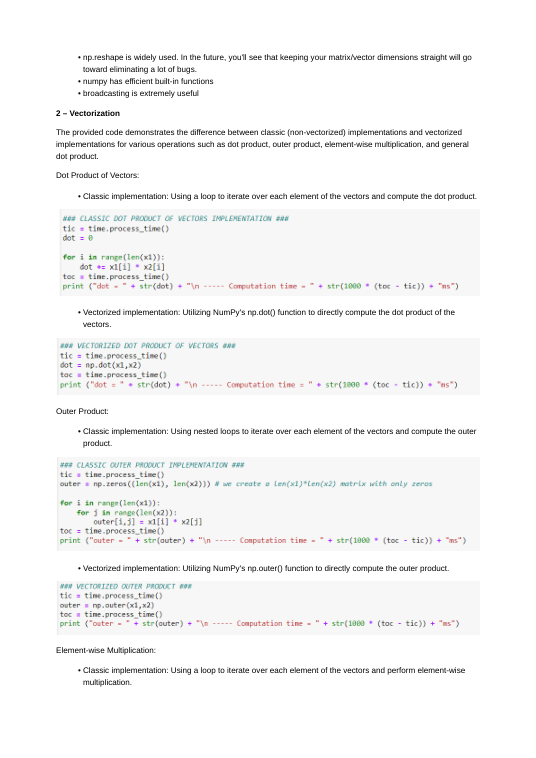 • np.reshape is widely used. In the future, you'll see that keeping your matrix/vector dimensions straight will go
toward eliminating a lot of bugs.
• numpy has efficient built-in functions
• broadcasting is extremely useful
2 – Vectorization
The provided code demonstrates the difference between classic (non-vectorized) implementations and vectorized
implementations for various operations such as dot product, outer product, element-wise multiplication, and general
dot product.
Dot Product of Vectors:
• Classic implementation: Using a loop to iterate over each element of the vectors and compute the dot product.
### CLASSIC DOT PRODUCT OF VECTORS IMPLEMENTATION ###
tic = time.process_time()
dot = 0
for i in range(len(x1)):
    dot += x1[i] * x2[i]
toc = time.process_time()
print ("dot = " + str(dot) + "\n ----- Computation time = " + str(1000 * (toc - tic)) + "ms")
• Vectorized implementation: Utilizing NumPy's np.dot() function to directly compute the dot product of the
vectors.
### VECTORIZED DOT PRODUCT OF VECTORS ###
tic = time.process_time()
dot = np.dot(x1,x2)
toc = time.process_time()
print ("dot = " + str(dot) + "\n ----- Computation time = " + str(1000 * (toc - tic)) + "ms")
Outer Product:
• Classic implementation: Using nested loops to iterate over each element of the vectors and compute the outer
product.
### CLASSIC OUTER PRODUCT IMPLEMENTATION ###
tic = time.process_time()
outer = np.zeros((len(x1), len(x2))) # we create a len(x1)*len(x2) matrix with only zeros
for i in range(len(x1)):
    for j in range(len(x2)):
        outer[i,j] = x1[i] * x2[j]
toc = time.process_time()
print ("outer = " + str(outer) + "\n ----- Computation time = " + str(1000 * (toc - tic)) + "ms")
• Vectorized implementation: Utilizing NumPy's np.outer() function to directly compute the outer product.
### VECTORIZED OUTER PRODUCT ###
tic = time.process_time()
outer = np.outer(x1,x2)
toc = time.process_time()
print ("outer = " + str(outer) + "\n ----- Computation time = " + str(1000 * (toc - tic)) + "ms")
Element-wise Multiplication:
• Classic implementation: Using a loop to iterate over each element of the vectors and perform element-wise
multiplication.